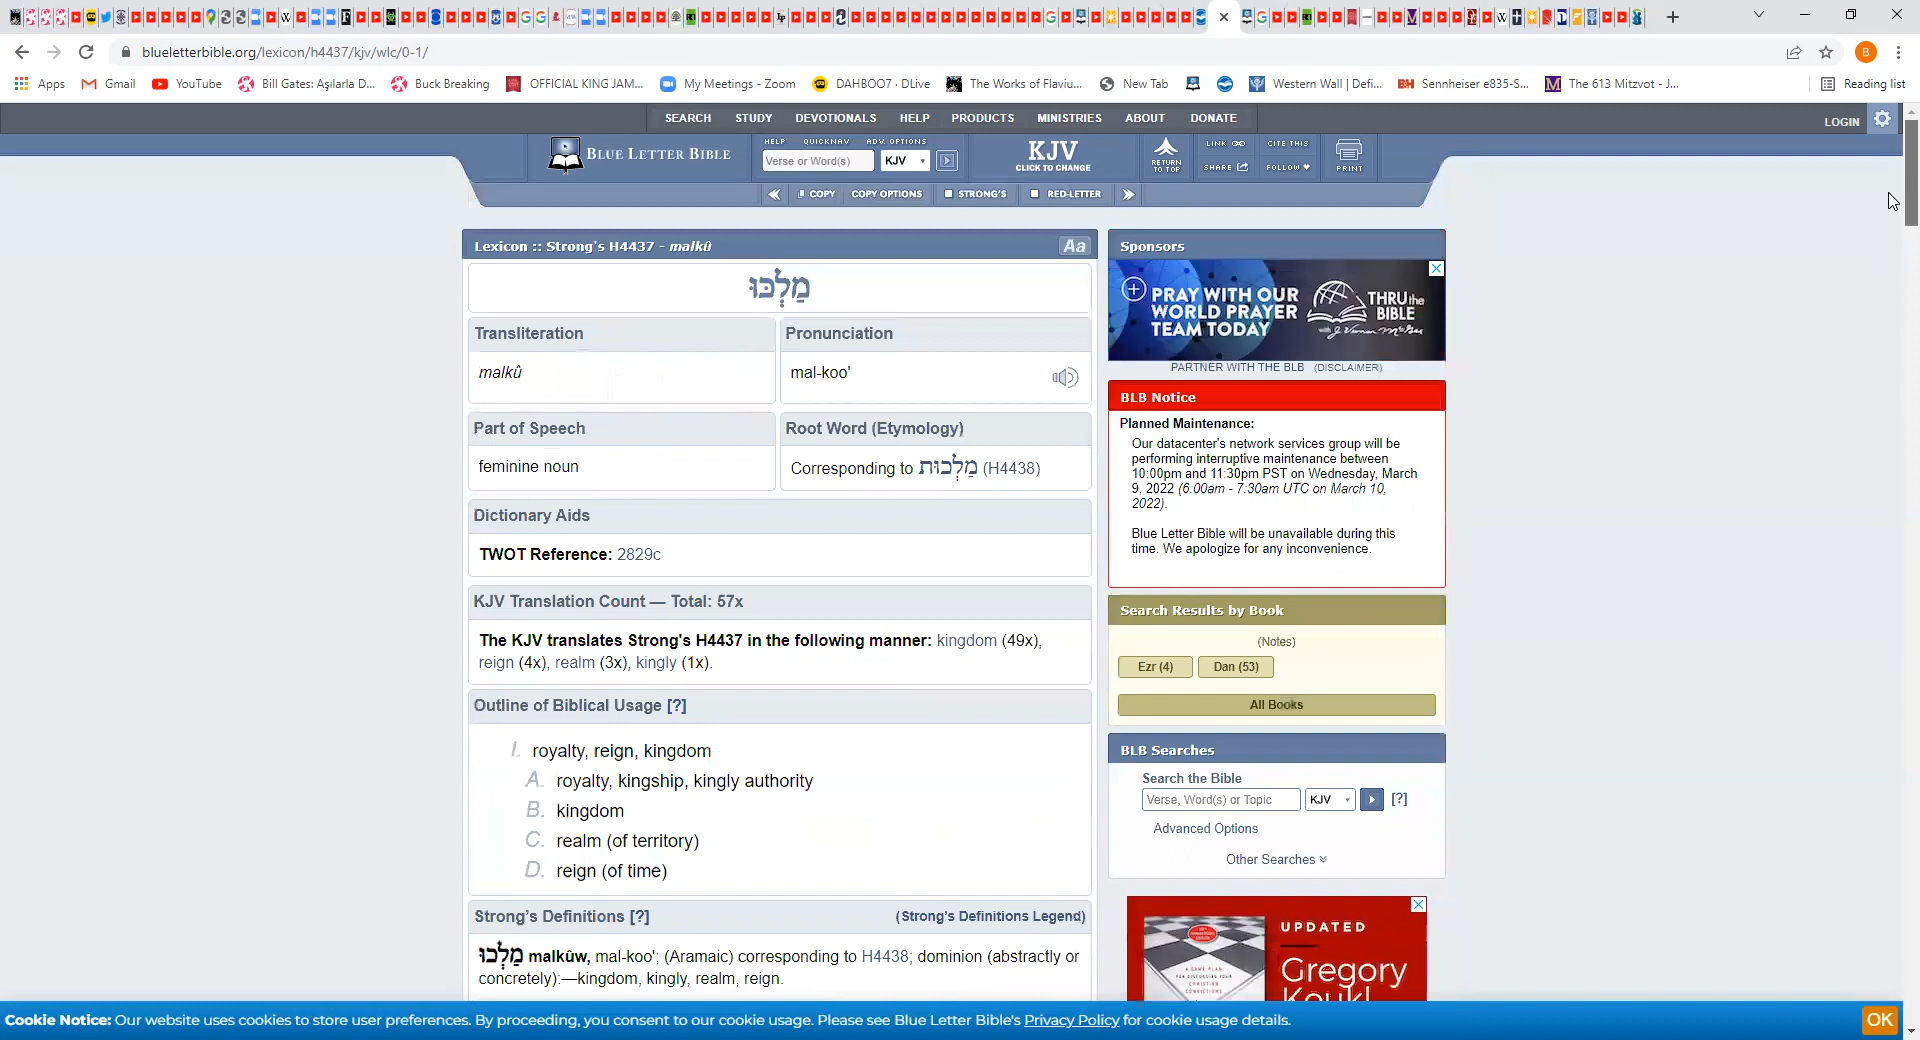 blueletterbible.org/lexicon/h4437/kjv/wlc/0-1/
B
Apps Gmail YouTube Bill Gates: Aşılarla D... Buck Breaking OFFICIAL KING JAM... My Meetings - Zoom DAHBOO7 · DLive The Works of Flaviu... New Tab Western Wall | Defi... Sennheiser e835-S... The 613 Mitzvot - J... Reading list
SEARCH STUDY DEVOTIONALS HELP PRODUCTS MINISTRIES ABOUT DONATE LOGIN
HELP QUICKNAV ADV. OPTIONS
BLUE LETTER BIBLE
Verse or Word(s) KJV
KJV
CLICK TO CHANGE
RETURN
TO TOP
LINK CITE THIS
SHARE FOLLOW
PRINT
COPY COPY OPTIONS STRONG'S RED-LETTER
Lexicon :: Strong's H4437 - malkû Aa
מַלְכּוּ
Transliteration
malkû
Pronunciation
mal-koo'
Part of Speech
feminine noun
Root Word (Etymology)
Corresponding to מַלְכוּת (H4438)
Dictionary Aids
TWOT Reference: 2829c
KJV Translation Count — Total: 57x
The KJV translates Strong's H4437 in the following manner: kingdom (49x),
reign (4x), realm (3x), kingly (1x).
Outline of Biblical Usage [?]
I. royalty, reign, kingdom
A. royalty, kingship, kingly authority
B. kingdom
C. realm (of territory)
D. reign (of time)
Strong's Definitions [?] (Strong's Definitions Legend)
מַלְכּוּ malkûw, mal-koo'; (Aramaic) corresponding to H4438; dominion (abstractly or
concretely):—kingdom, kingly, realm, reign.
Sponsors
PRAY WITH OUR
WORLD PRAYER
TEAM TODAY
THRU the
BIBLE
J. Vernon McGee
PARTNER WITH THE BLB (DISCLAIMER)
BLB Notice
Planned Maintenance:
Our datacenter's network services group will be
performing interruptive maintenance between
10:00pm and 11:30pm PST on Wednesday, March
9, 2022 (6:00am - 7:30am UTC on March 10,
2022).
Blue Letter Bible will be unavailable during this
time. We apologize for any inconvenience.
Search Results by Book
(Notes)
Ezr (4) Dan (53)
All Books
BLB Searches
Search the Bible
Verse, Word(s) or Topic KJV [?]
Advanced Options
Other Searches
UPDATED
Gregory
Koukl
A GAME PLAN
FOR DISCUSSING YOUR
CHRISTIAN
CONVICTIONS
Cookie Notice: Our website uses cookies to store user preferences. By proceeding, you consent to our cookie usage. Please see Blue Letter Bible's Privacy Policy for cookie usage details.
OK